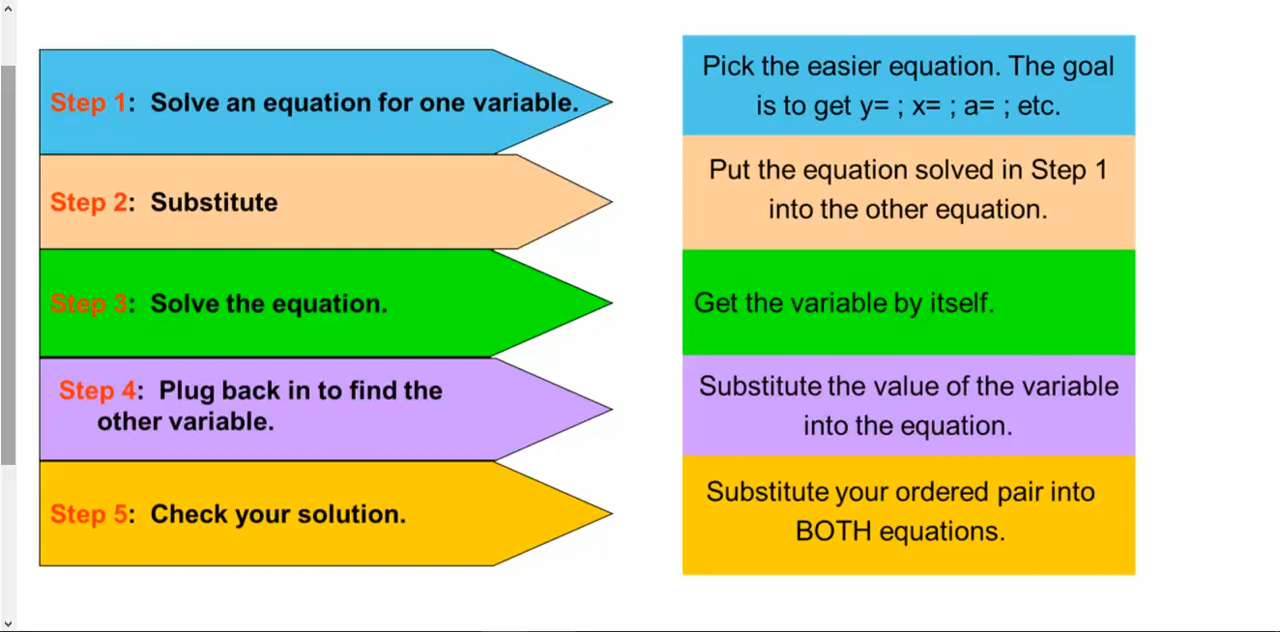 Step 1:  Solve an equation for one variable.
Pick the easier equation. The goal
is to get y= ; x= ; a= ; etc.
Step 2:  Substitute
Put the equation solved in Step 1
into the other equation.
Step 3:  Solve the equation.
Get the variable by itself.
Step 4:  Plug back in to find the
other variable.
Substitute the value of the variable
into the equation.
Step 5:  Check your solution.
Substitute your ordered pair into
BOTH equations.